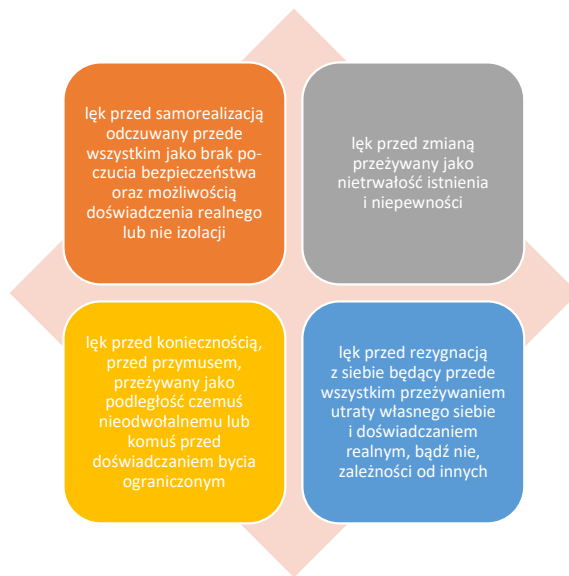 lęk przed samorealizacją
odczuwany przede
wszystkim jako brak po-
czucia bezpieczeństwa
oraz możliwością
doświadczenia realnego
lub nie izolacji
lęk przed zmianą
przeżywany jako
nietrwałość istnienia
i niepewności
lęk przed koniecznością,
przed przymusem,
przeżywany jako
podległość czemuś
nieodwołalnemu lub
komuś przed
doświadczaniem bycia
ograniczonym
lęk przed rezygnacją
z siebie będący przede
wszystkim przeżywaniem
utraty własnego siebie
i doświadczaniem
realnym, bądź nie,
zależności od innych